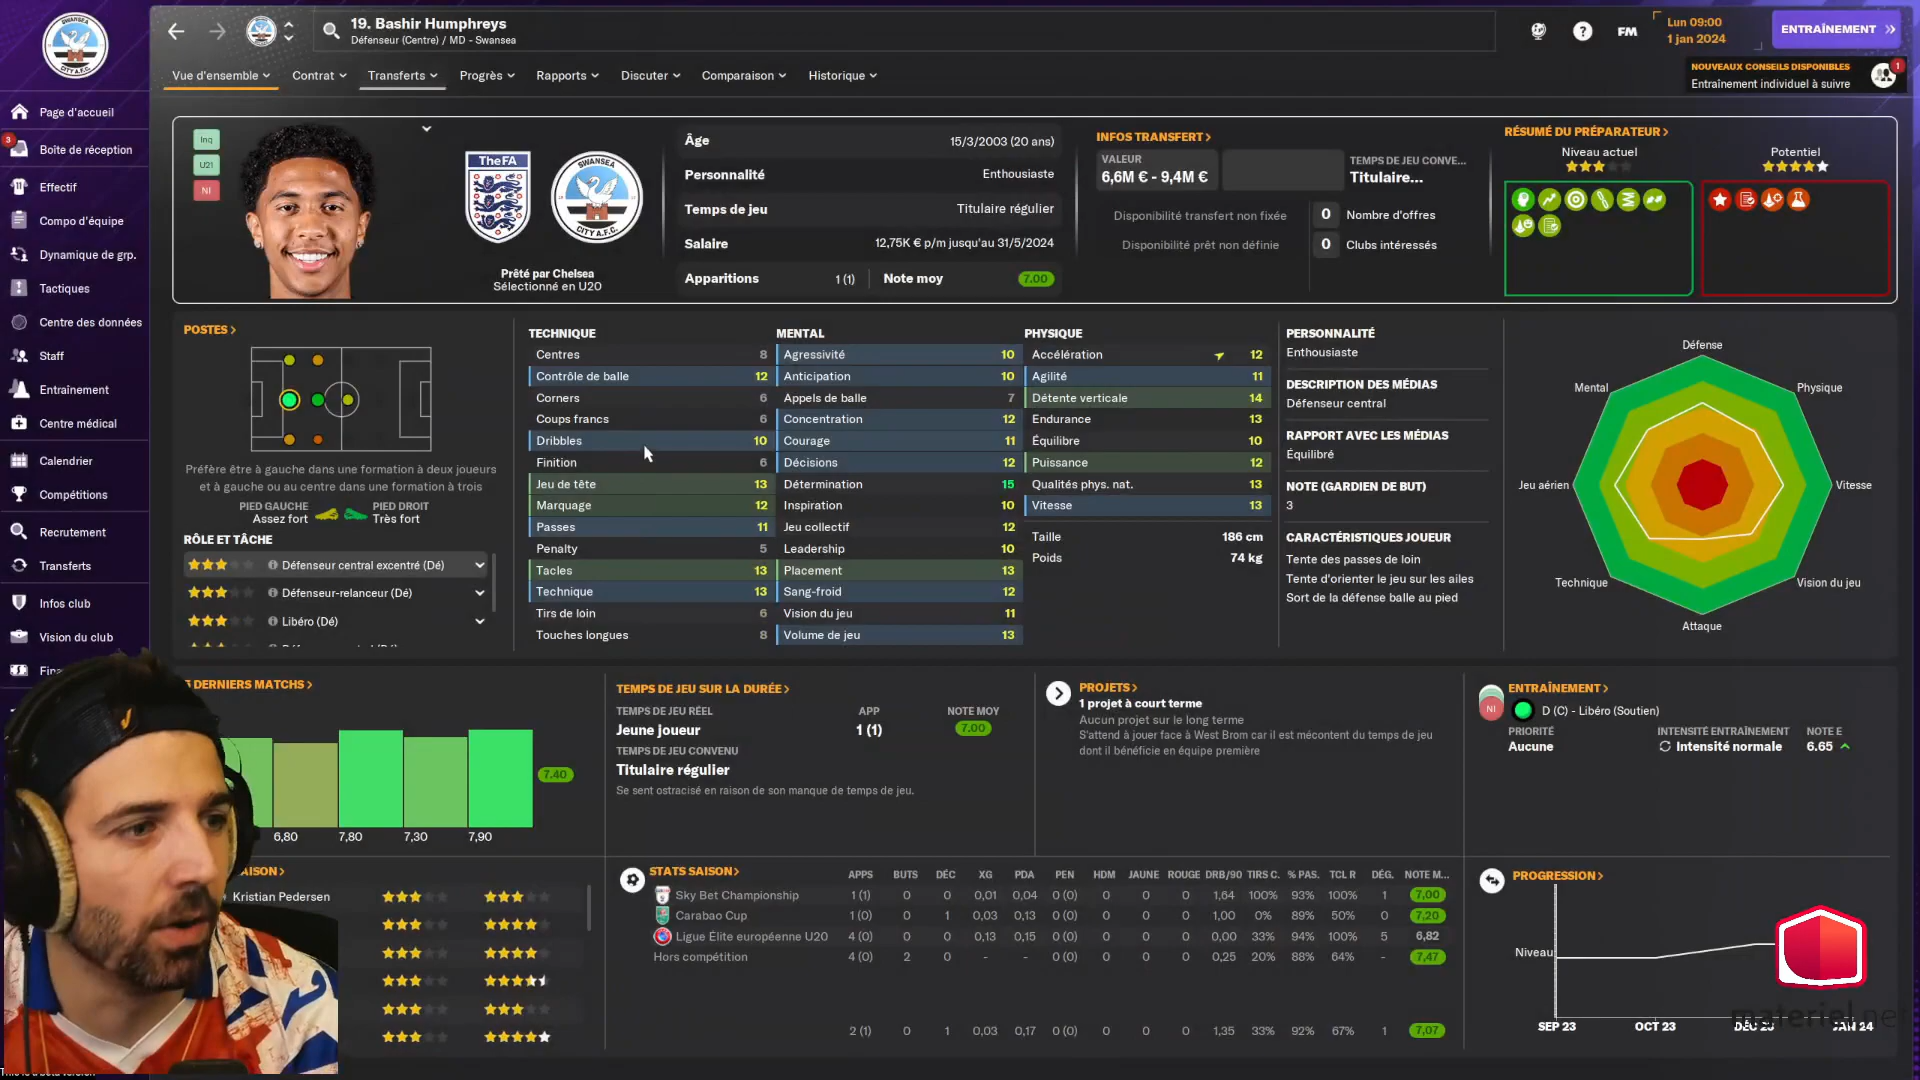 19. Bashir Humphreys
Défenseur (Centre) / MD - Swansea
FM
Lun 09:00
1 jan 2024
ENTRAÎNEMENT
SWANSEA
CITY A.F.C.
Vue d'ensemble
Contrat
Transferts
Progrès
Rapports
Discuter
Comparaison
Historique
NOUVEAUX CONSEILS DISPONIBLES
Entraînement individuel à suivre
1
Page d'accueil
3
Boîte de réception
Effectif
Compo d'équipe
Dynamique de grp.
Tactiques
Centre des données
Staff
Entraînement
Centre médical
Calendrier
Compétitions
Recrutement
Transferts
Infos club
Vision du club
Fina
Inq
U21
NI
TheFA
SWANSEA
CITY A.F.C.
Prêté par Chelsea
Sélectionné en U20
Âge 15/3/2003 (20 ans)
Personnalité Enthousiaste
Temps de jeu Titulaire régulier
Salaire 12,75K € p/m jusqu'au 31/5/2024
Apparitions 1 (1) Note moy 7.00
INFOS TRANSFERT
VALEUR
6,6M € - 9,4M €
TEMPS DE JEU CONVE...
Titulaire...
Disponibilité transfert non fixée
Disponibilité prêt non définie
0 Nombre d'offres
0 Clubs intéressés
RÉSUMÉ DU PRÉPARATEUR
Niveau actuel
Potentiel
POSTES
Préfère être à gauche dans une formation à deux joueurs
et à gauche ou au centre dans une formation à trois
PIED GAUCHE
Assez fort
PIED DROIT
Très fort
RÔLE ET TÂCHE
Défenseur central excentré (Dé)
Défenseur-relanceur (Dé)
Libéro (Dé)
TECHNIQUE
Centres 8
Contrôle de balle 12
Corners 6
Coups francs 6
Dribbles 10
Finition 6
Jeu de tête 13
Marquage 12
Passes 11
Penalty 5
Tacles 13
Technique 13
Tirs de loin 6
Touches longues 8
MENTAL
Agressivité 10
Anticipation 10
Appels de balle 7
Concentration 12
Courage 11
Décisions 12
Détermination 15
Inspiration 10
Jeu collectif 12
Leadership 10
Placement 13
Sang-froid 12
Vision du jeu 11
Volume de jeu 13
PHYSIQUE
Accélération 12
Agilité 11
Détente verticale 14
Endurance 13
Équilibre 10
Puissance 12
Qualités phys. nat. 13
Vitesse 13
Taille 186 cm
Poids 74 kg
PERSONNALITÉ
Enthousiaste
DESCRIPTION DES MÉDIAS
Défenseur central
RAPPORT AVEC LES MÉDIAS
Équilibré
NOTE (GARDIEN DE BUT)
3
CARACTÉRISTIQUES JOUEUR
Tente des passes de loin
Tente d'orienter le jeu sur les ailes
Sort de la défense balle au pied
Défense
Mental
Physique
Jeu aérien
Vitesse
Technique
Vision du jeu
Attaque
5 DERNIERS MATCHS
7.40
6,80
7,80
7,30
7,90
TEMPS DE JEU SUR LA DURÉE
TEMPS DE JEU RÉEL APP NOTE MOY
Jeune joueur 1 (1) 7.00
TEMPS DE JEU CONVENU
Titulaire régulier
Se sent ostracisé en raison de son manque de temps de jeu.
PROJETS
1 projet à court terme
Aucun projet sur le long terme
S'attend à jouer face à West Brom car il est mécontent du temps de jeu
dont il bénéficie en équipe première
ENTRAÎNEMENT
NI
D (C) - Libéro (Soutien)
PRIORITÉ
Aucune
INTENSITÉ ENTRAÎNEMENT
Intensité normale
NOTE E
6.65
AISON
Kristian Pedersen
STATS SAISON
APPS BUTS DÉC XG PDA PEN HDM JAUNE ROUGE DRB/90 TIRS C. % PAS. TCL R DÉG. NOTE M...
Sky Bet Championship 1 (1) 0 0 0,01 0,04 0 (0) 0 0 0 1,64 100% 93% 100% 1 7,00
Carabao Cup 1 (0) 0 1 0,03 0,13 0 (0) 0 0 0 1,00 0% 89% 50% 0 7,20
Ligue Élite européenne U20 4 (0) 0 0 0,13 0,15 0 (0) 0 0 0 0,00 33% 94% 100% 5 6,82
Hors compétition 4 (0) 2 0 - - 0 (0) 0 0 0 0,25 20% 88% 64% - 7,47
2 (1) 0 1 0,03 0,17 0 (0) 0 0 0 1,35 33% 92% 67% 1 7,07
PROGRESSION
Niveau
SEP 23
OCT 23
DÉC 23
JAN 24
materiel.net